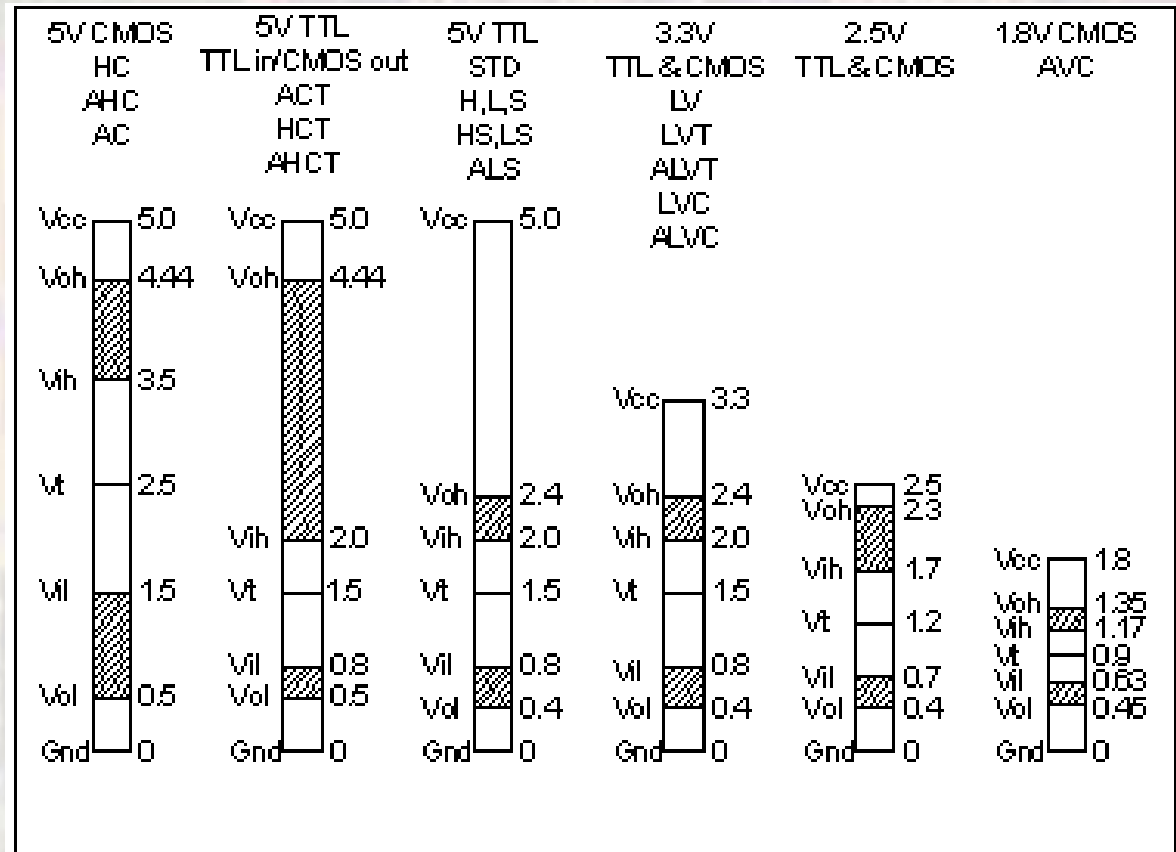 5V CMOS
HC
AHC
AC
Vcc 5.0
Voh 4.44
Vih 3.5
Vt 2.5
Vil 1.5
Vol 0.5
Gnd 0
5V TTL
TTL in/CMOS out
ACT
HCT
AHCT
Vcc 5.0
Voh 4.44
Vih 2.0
Vt 1.5
Vil 0.8
Vol 0.5
Gnd 0
5V TTL
STD
H,L,S
HS,LS
ALS
Vcc 5.0
Voh 2.4
Vih 2.0
Vt 1.5
Vil 0.8
Vol 0.4
Gnd 0
3.3V
TTL & CMOS
LV
LVT
ALVT
LVC
ALVC
Vcc 3.3
Voh 2.4
Vih 2.0
Vt 1.5
Vil 0.8
Vol 0.4
Gnd 0
2.5V
TTL & CMOS
Vcc 2.5
Voh 2.3
Vih 1.7
Vt 1.2
Vil 0.7
Vol 0.4
Gnd 0
1.8V CMOS
AVC
Vcc 1.8
Voh 1.35
Vih 1.17
Vt 0.9
Vil 0.63
Vol 0.45
Gnd 0